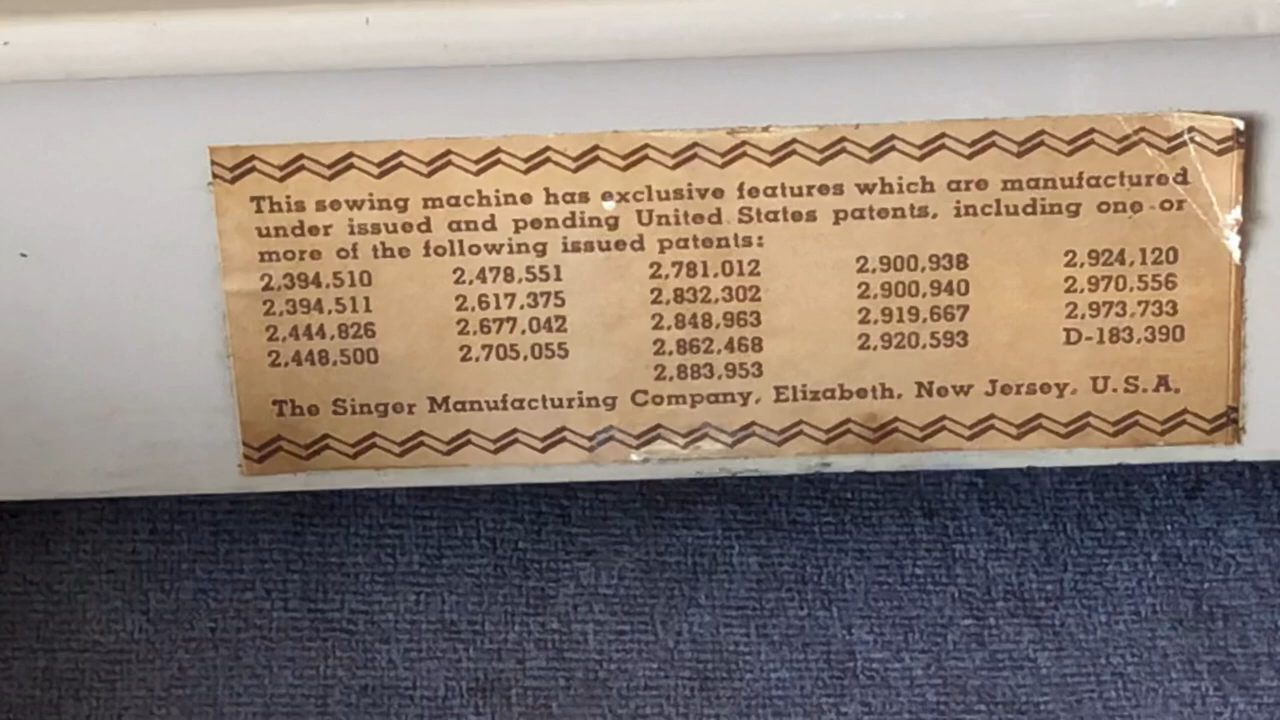 This sewing machine has exclusive features which are manufactured
under issued and pending United States patents, including one or
more of the following issued patents:
2,394,510 2,478,551 2,781,012 2,900,938 2,924,120
2,394,511 2,617,375 2,832,302 2,900,940 2,970,556
2,444,826 2,677,042 2,848,963 2,919,667 2,973,733
2,448,500 2,705,055 2,862,468 2,920,593 D-183,390
2,883,953
The Singer Manufacturing Company, Elizabeth, New Jersey, U.S.A.